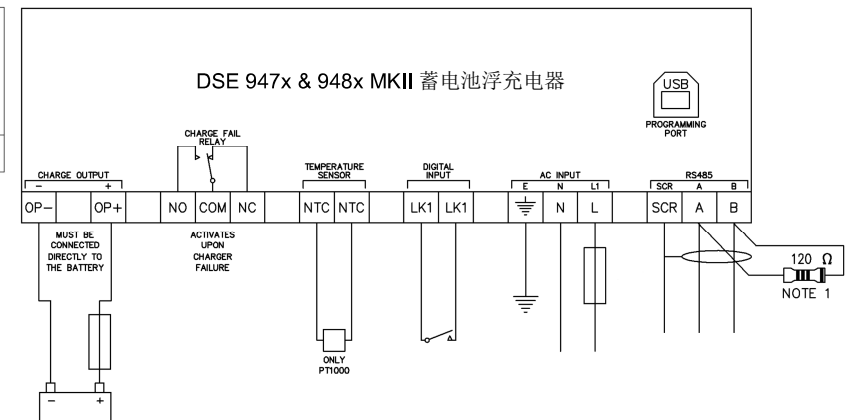 DSE 947x & 948x MKII 蓄电池浮充电器
USB
PROGRAMMING
PORT
CHARGE FAIL
RELAY
CHARGE OUTPUT
- +
TEMPERATURE
SENSOR
DIGITAL
INPUT
AC INPUT
E N L1
RS485
SCR A B
OP- OP+ NO COM NC NTC NTC LK1 LK1 N L SCR A B
MUST BE
CONNECTED
DIRECTLY TO
THE BATTERY
ACTIVATES
UPON
CHARGER
FAILURE
120 Ω
NOTE 1
ONLY
PT1000
- +